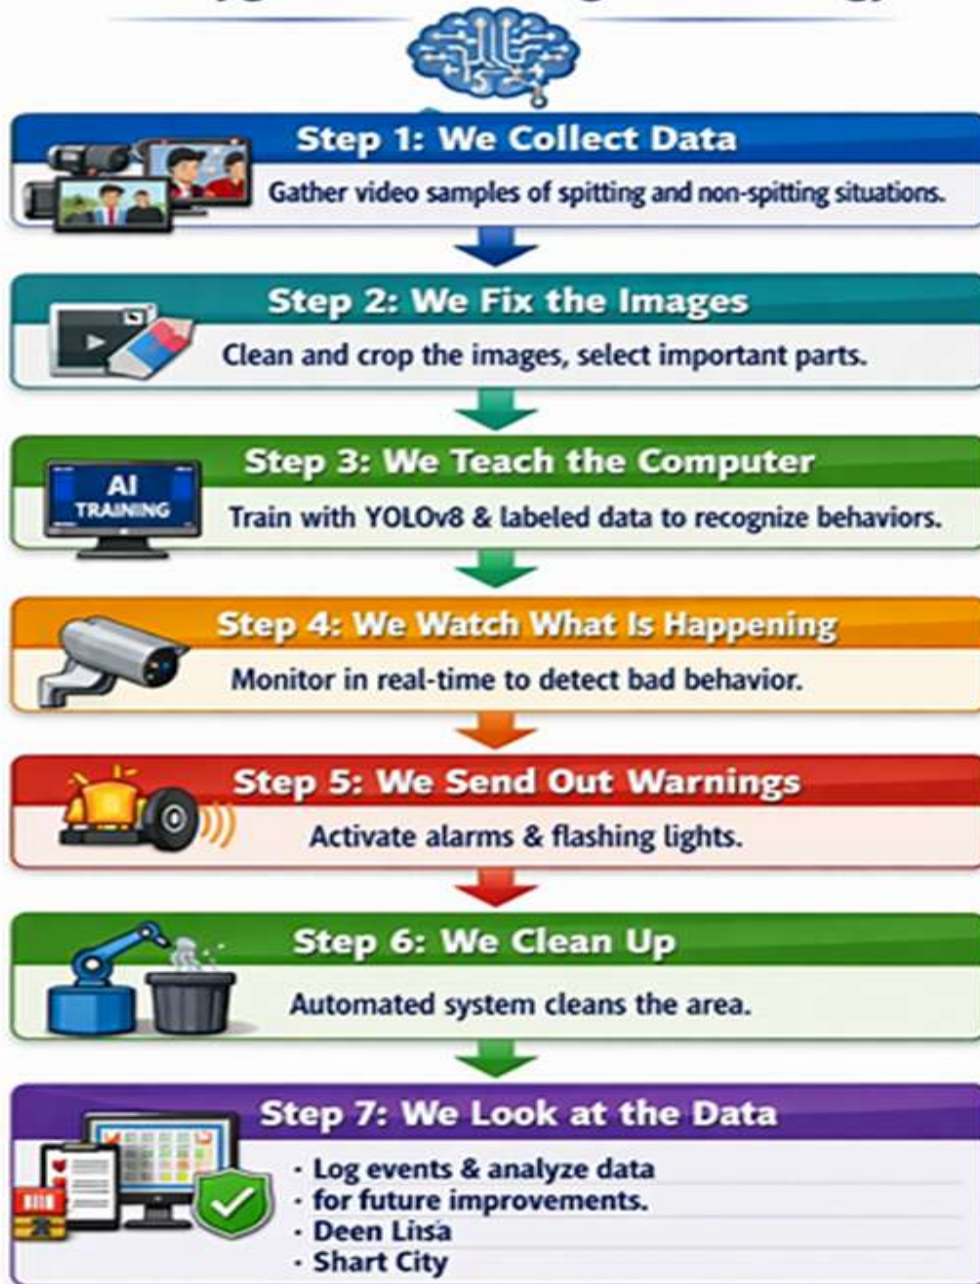 Step 1: We Collect Data
Gather video samples of spitting and non-spitting situations.
Step 2: We Fix the Images
Clean and crop the images, select important parts.
Step 3: We Teach the Computer
AI
TRAINING
Train with YOLOv8 & labeled data to recognize behaviors.
Step 4: We Watch What Is Happening
Monitor in real-time to detect bad behavior.
Step 5: We Send Out Warnings
Activate alarms & flashing lights.
Step 6: We Clean Up
Automated system cleans the area.
Step 7: We Look at the Data
· Log events & analyze data
· for future improvements.
· Deen
· Shart City